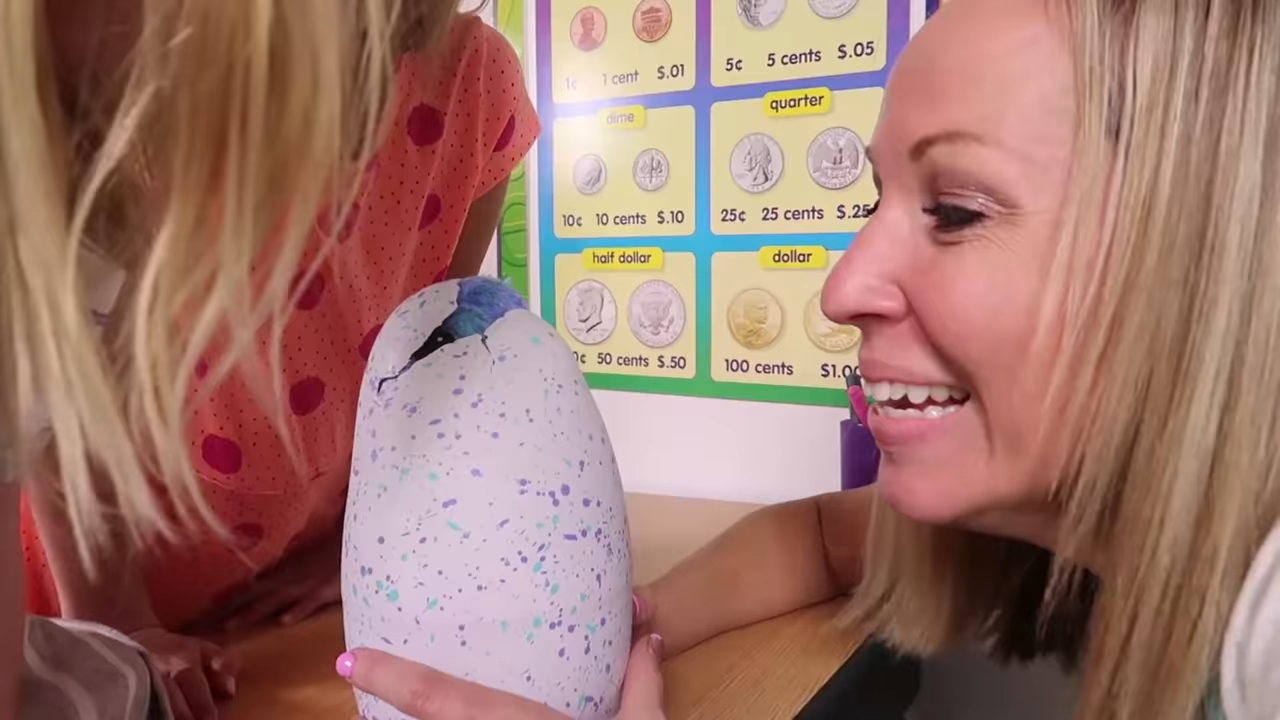 1¢ 1 cent $.01
5¢ 5 cents $.05
dime
10¢ 10 cents $.10
quarter
25¢ 25 cents $.25
half dollar
50 cents $.50
dollar
100 cents $1.00